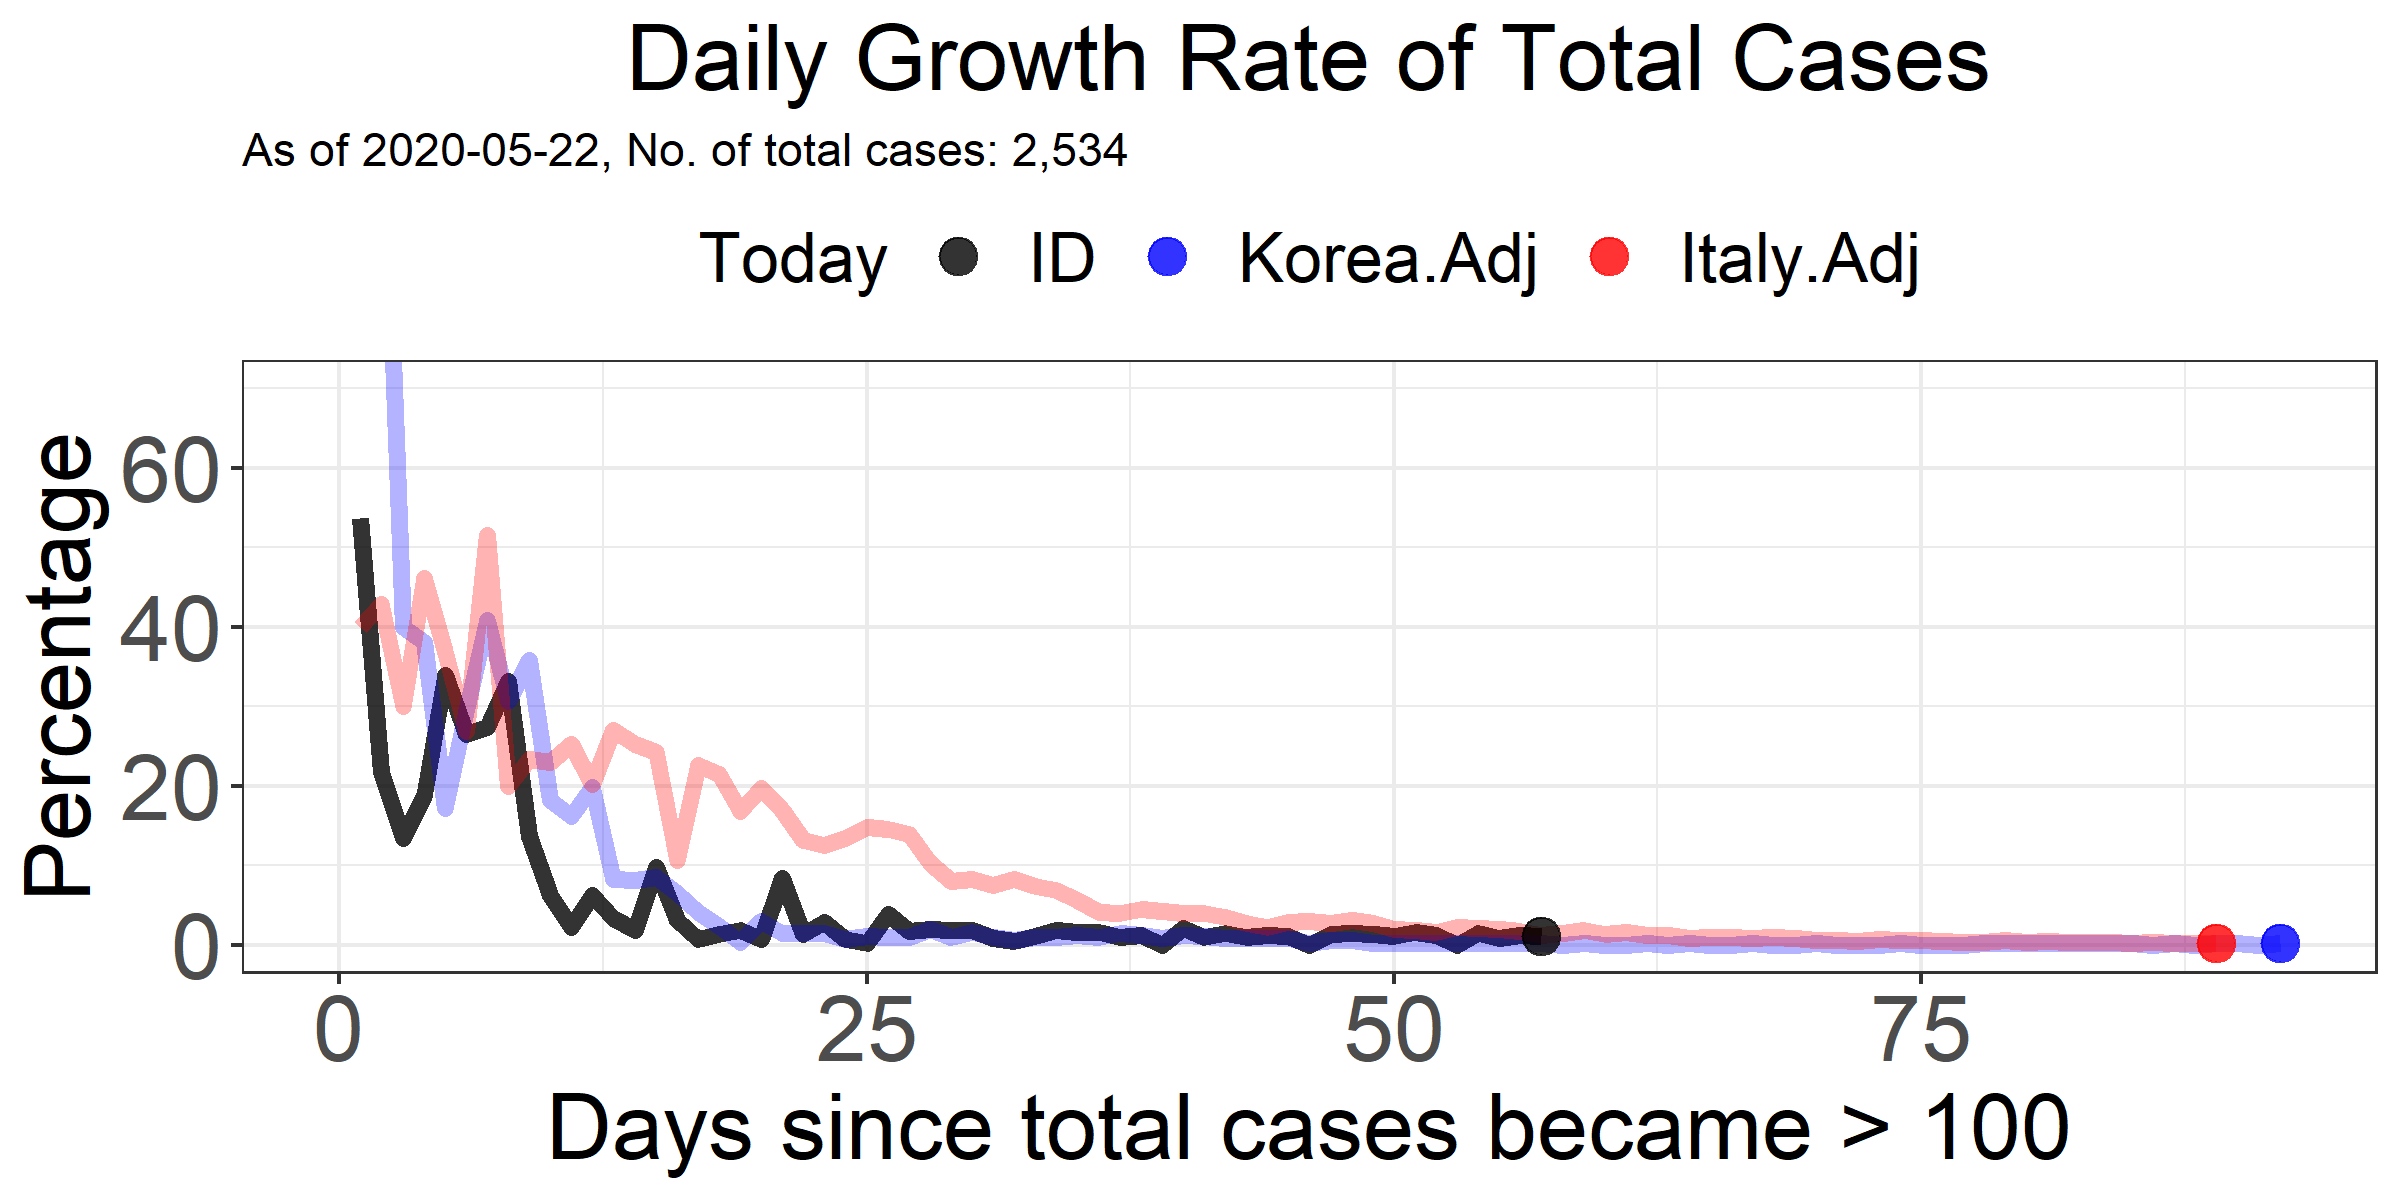 Daily Growth Rate of Total Cases
As of 2020-05-22, No. of total cases: 2,534
Today ID Korea.Adj Italy.Adj
Percentage
60
40
20
0
0 25 50 75
Days since total cases became > 100